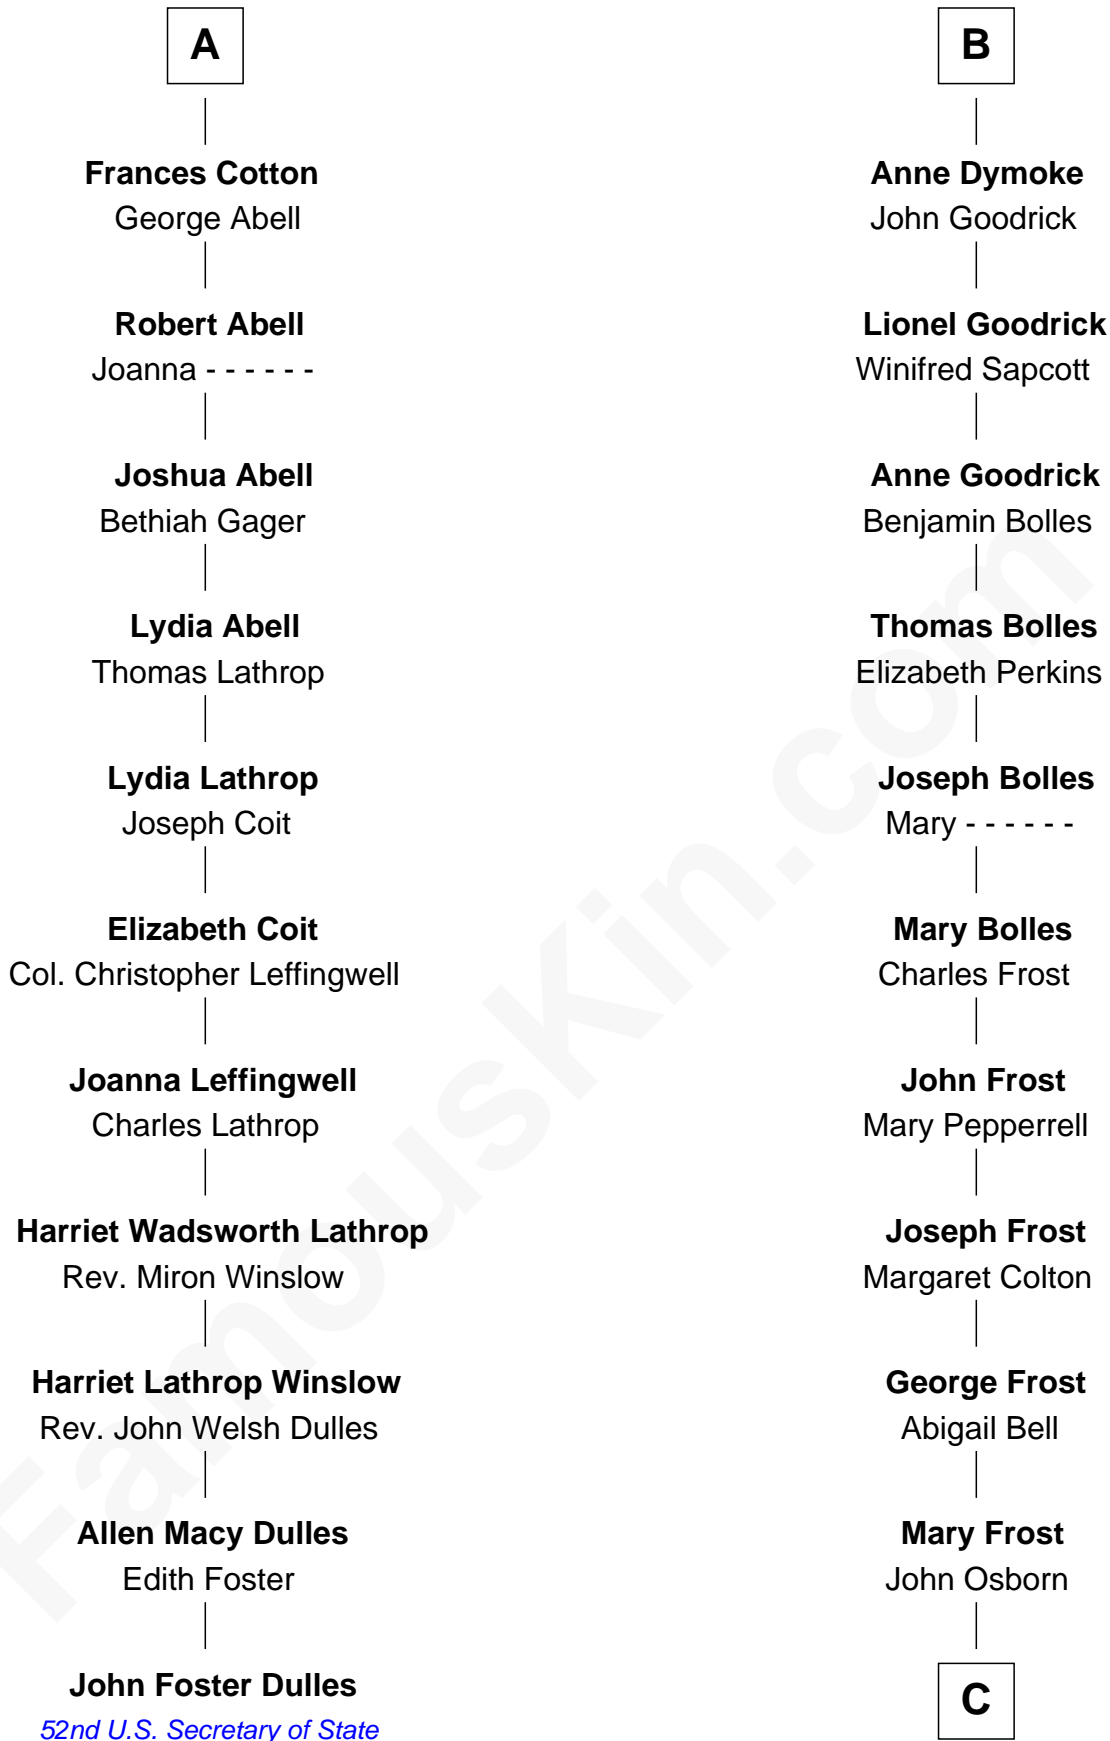 A
Frances Cotton
George Abell
Robert Abell
Joanna - - - - - -
Joshua Abell
Bethiah Gager
Lydia Abell
Thomas Lathrop
Lydia Lathrop
Joseph Coit
Elizabeth Coit
Col. Christopher Leffingwell
Joanna Leffingwell
Charles Lathrop
Harriet Wadsworth Lathrop
Rev. Miron Winslow
Harriet Lathrop Winslow
Rev. John Welsh Dulles
Allen Macy Dulles
Edith Foster
John Foster Dulles
52nd U.S. Secretary of State
B
Anne Dymoke
John Goodrick
Lionel Goodrick
Winifred Sapcott
Anne Goodrick
Benjamin Bolles
Thomas Bolles
Elizabeth Perkins
Joseph Bolles
Mary - - - - - -
Mary Bolles
Charles Frost
John Frost
Mary Pepperrell
Joseph Frost
Margaret Colton
George Frost
Abigail Bell
Mary Frost
John Osborn
C
FamousKin.com